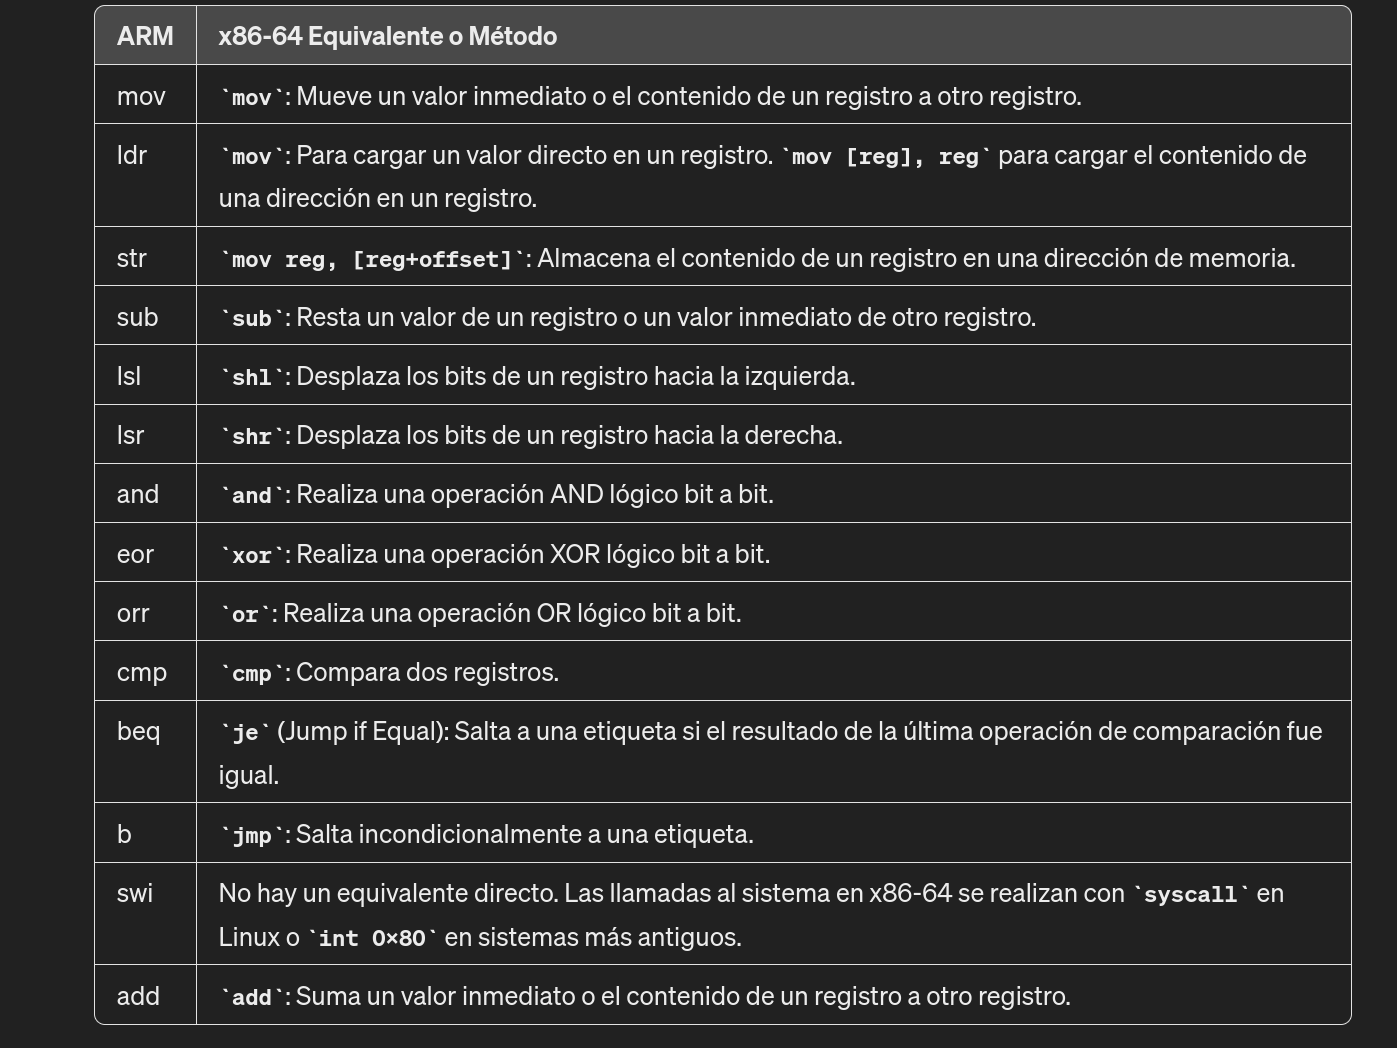 ARM x86-64 Equivalente o Método
mov `mov`: Mueve un valor inmediato o el contenido de un registro a otro registro.
ldr `mov`: Para cargar un valor directo en un registro. `mov [reg], reg` para cargar el contenido de
una dirección en un registro.
str `mov reg, [reg+offset]`: Almacena el contenido de un registro en una dirección de memoria.
sub `sub`: Resta un valor de un registro o un valor inmediato de otro registro.
lsl `shl`: Desplaza los bits de un registro hacia la izquierda.
lsr `shr`: Desplaza los bits de un registro hacia la derecha.
and `and`: Realiza una operación AND lógico bit a bit.
eor `xor`: Realiza una operación XOR lógico bit a bit.
orr `or`: Realiza una operación OR lógico bit a bit.
cmp `cmp`: Compara dos registros.
beq `je` (Jump if Equal): Salta a una etiqueta si el resultado de la última operación de comparación fue
igual.
b `jmp`: Salta incondicionalmente a una etiqueta.
swi No hay un equivalente directo. Las llamadas al sistema en x86-64 se realizan con `syscall` en
Linux o `int 0x80` en sistemas más antiguos.
add `add`: Suma un valor inmediato o el contenido de un registro a otro registro.